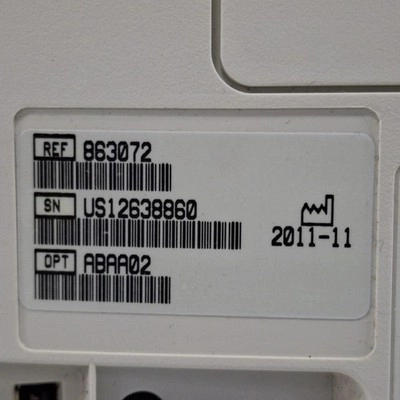 REF 863072
SN US12638860
2011-11
OPT ABAA02